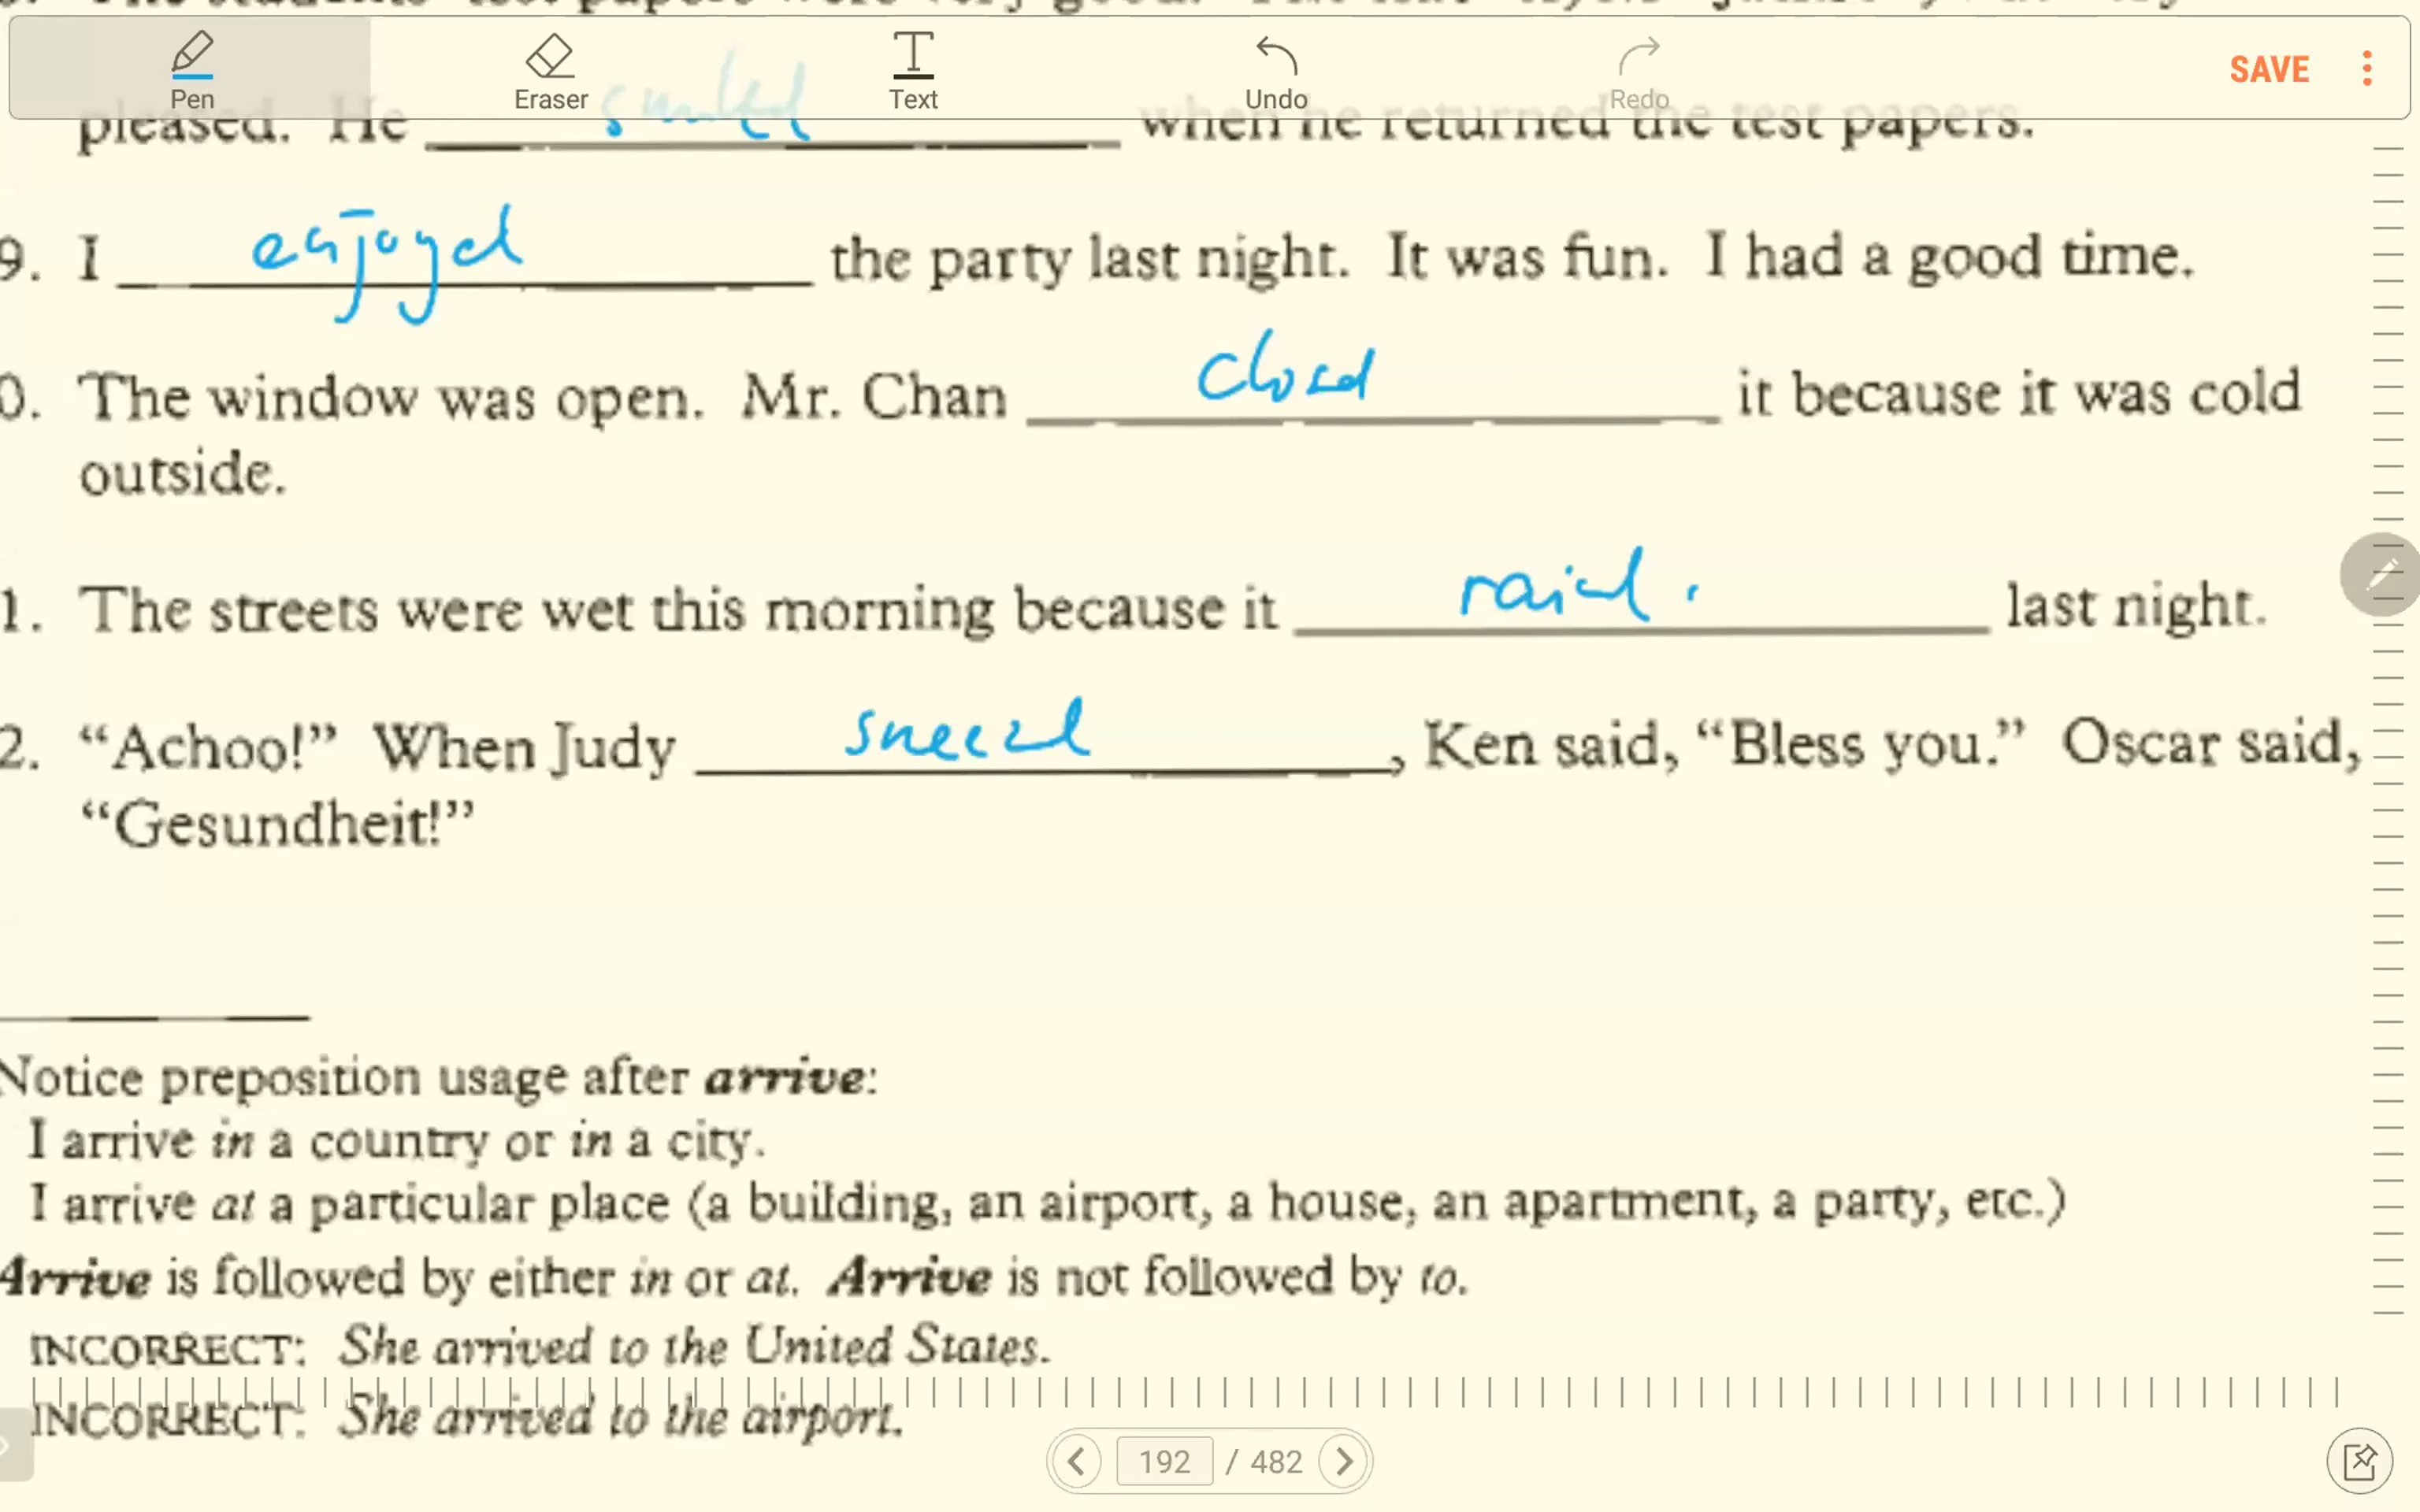 Pen
Eraser
Text
Undo
Redo
SAVE
pleased. He smiled when he returned the test papers.
9. I enjoyed the party last night. It was fun. I had a good time.
0. The window was open. Mr. Chan closed it because it was cold
outside.
1. The streets were wet this morning because it last night.
2. "Achoo!" When Judy , Ken said, "Bless you." Oscar said,
"Gesundheit!"
Notice preposition usage after arrive:
I arrive in a country or in a city.
I arrive at a particular place (a building, an airport, a house, an apartment, a party, etc.)
Arrive is followed by either in or at. Arrive is not followed by to.
INCORRECT: She arrived to the United States.
INCORRECT: She arrived to the airport.
192 / 482